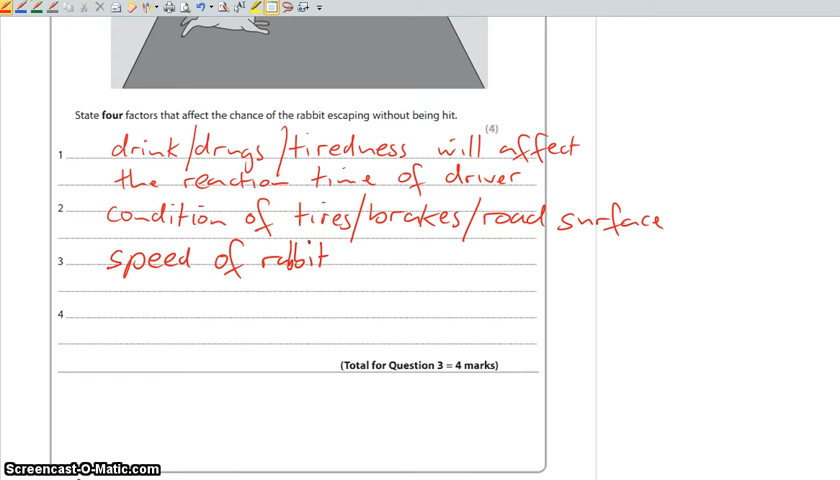 State four factors that affect the chance of the rabbit escaping without being hit.
(4)
1 drink/drugs/tiredness will affect
the reaction time of driver
2 condition of tires/brakes/road surface
3 speed of rabbit
4
(Total for Question 3 = 4 marks)
Screencast-O-Matic.com